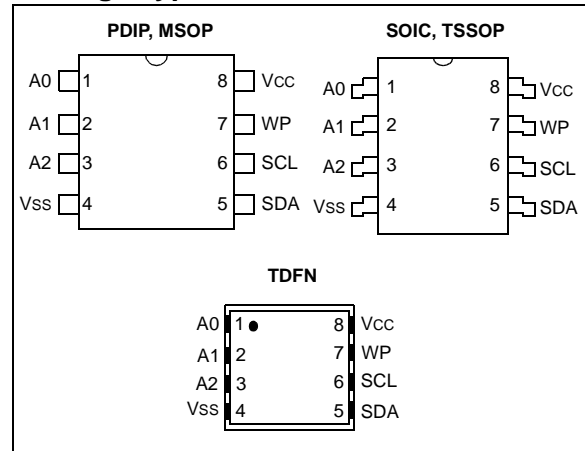 PDIP, MSOP
A0 1 8 VCC
A1 2 7 WP
A2 3 6 SCL
VSS 4 5 SDA
SOIC, TSSOP
A0 1 8 VCC
A1 2 7 WP
A2 3 6 SCL
VSS 4 5 SDA
TDFN
A0 1 8 VCC
A1 2 7 WP
A2 3 6 SCL
VSS 4 5 SDA